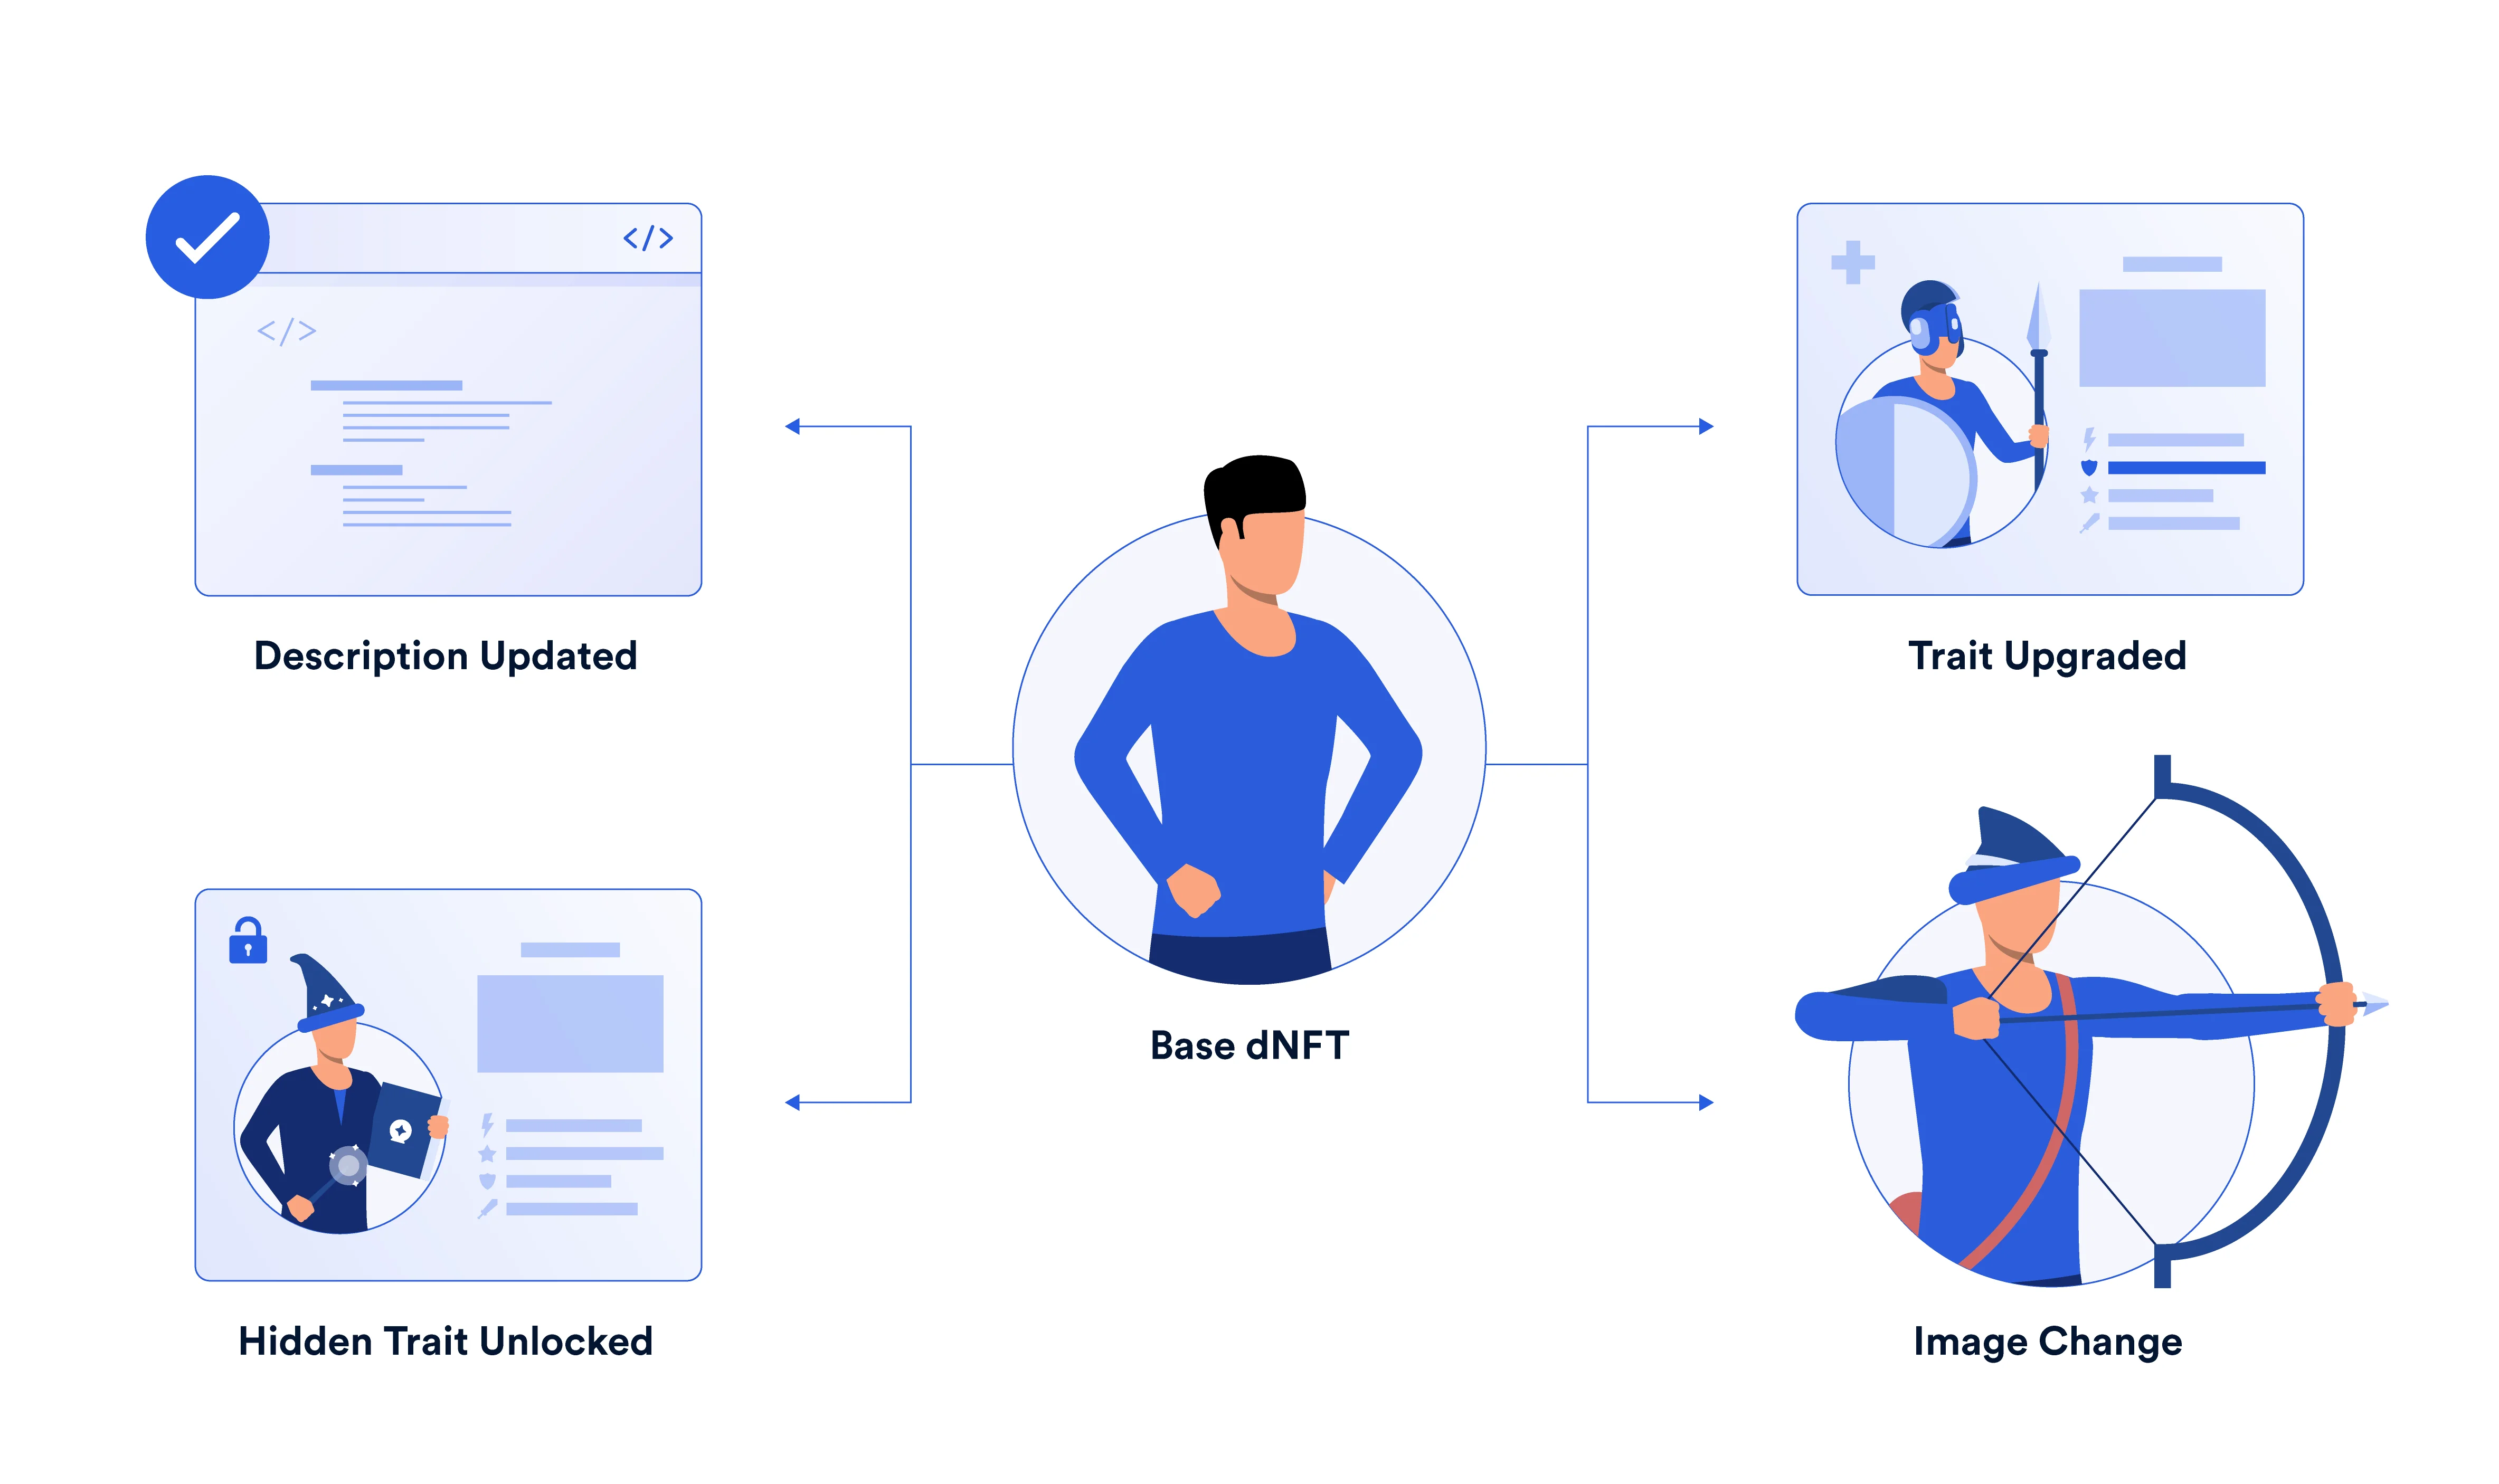 </>
</>
Description Updated
Trait Upgraded
Base dNFT
Hidden Trait Unlocked
Image Change